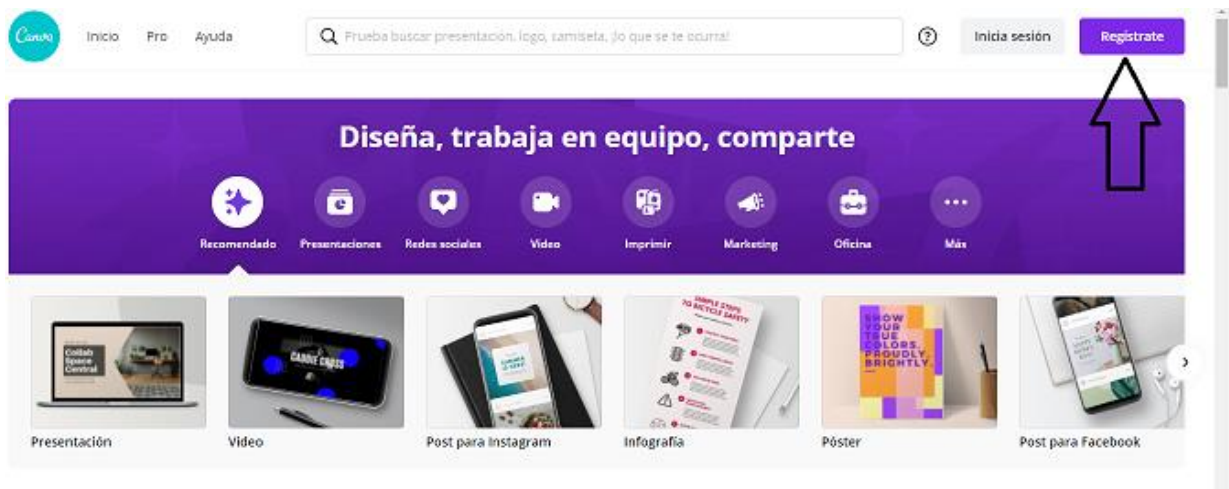 Canva
Inicio Pro Ayuda
Prueba buscar presentación, logo, camiseta, ¡lo que se te ocurra!
Inicia sesión
Regístrate
Diseña, trabaja en equipo, comparte
Recomendado Presentaciones Redes sociales Video Imprimir Marketing Oficina Más
Collab
Space
Central
CANDIE CROSS
SIMPLE STEPS
TO BICYCLE SAFETY
SHOW
YOUR
TRUE
COLORS.
PROUDLY.
BRIGHTLY.
Presentación Video Post para Instagram Infografía Póster Post para Facebook